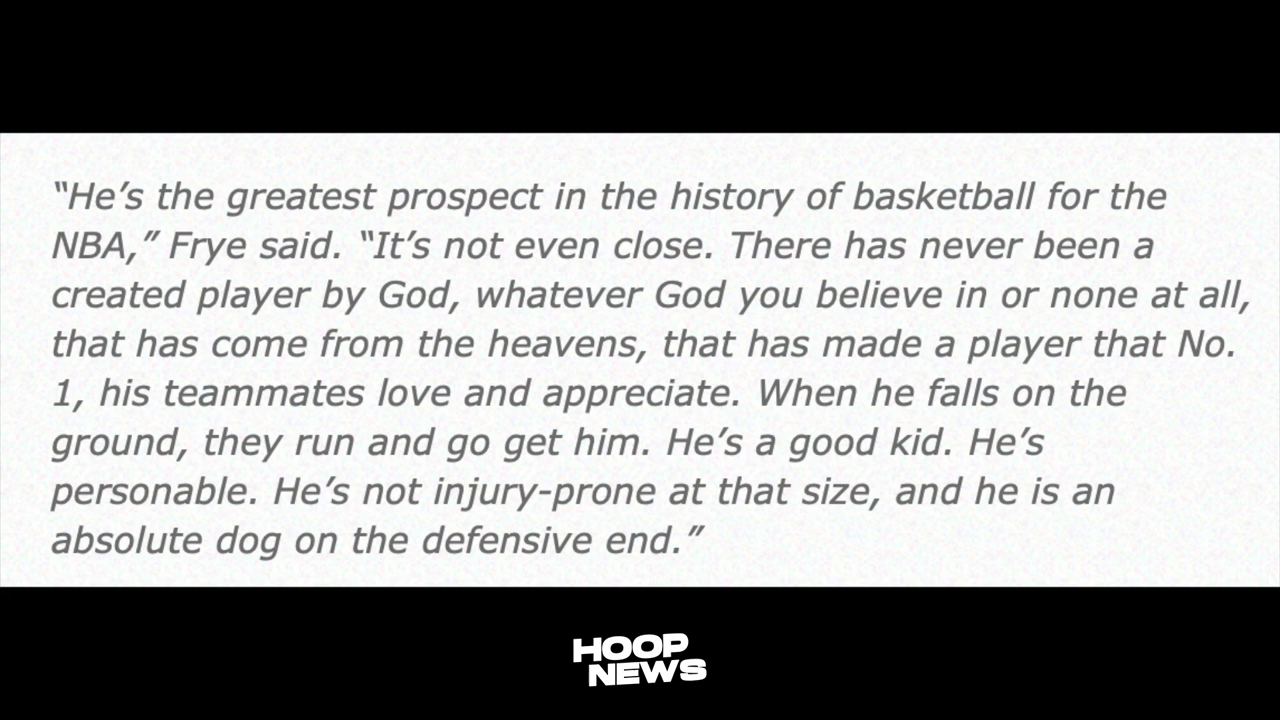 “He’s the greatest prospect in the history of basketball for the
NBA,” Frye said. “It’s not even close. There has never been a
created player by God, whatever God you believe in or none at all,
that has come from the heavens, that has made a player that No.
1, his teammates love and appreciate. When he falls on the
ground, they run and go get him. He’s a good kid. He’s
personable. He’s not injury-prone at that size, and he is an
absolute dog on the defensive end.”
HOOP
NEWS